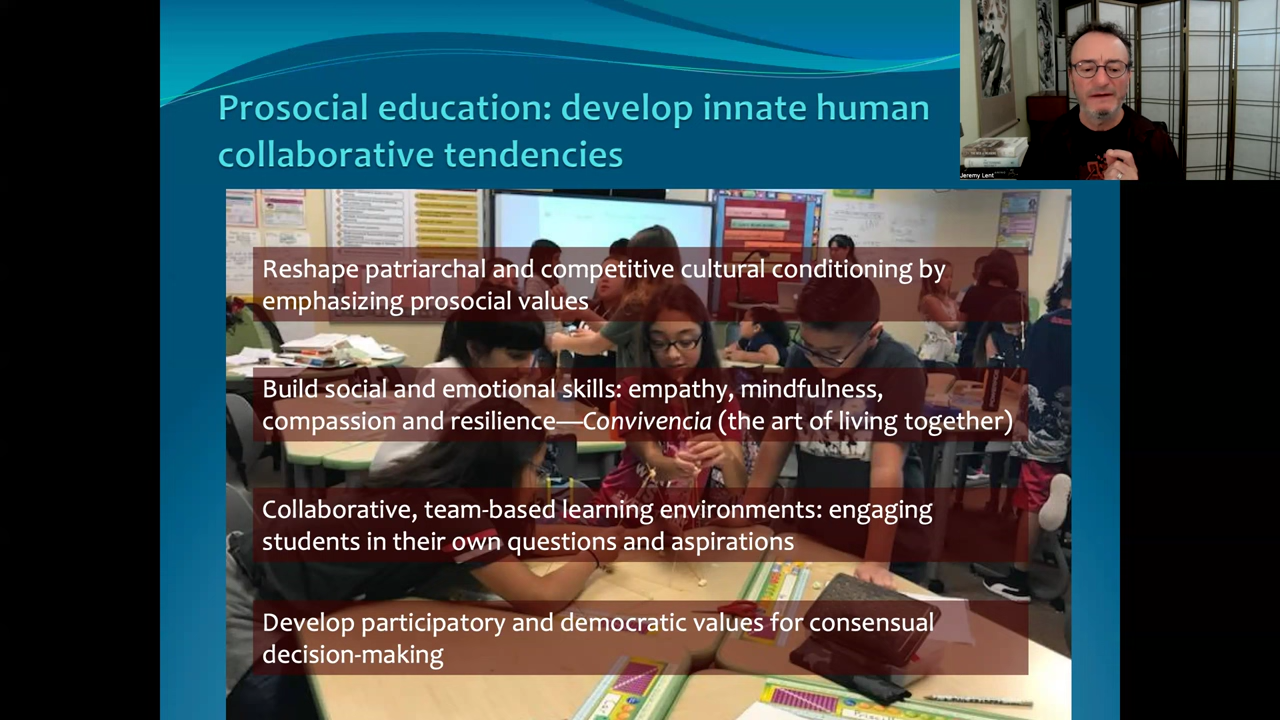 Prosocial education: develop innate human
collaborative tendencies
Jeremy Lent
Reshape patriarchal and competitive cultural conditioning by
emphasizing prosocial values
Build social and emotional skills: empathy, mindfulness,
compassion and resilience—Convivencia (the art of living together)
Collaborative, team-based learning environments: engaging
students in their own questions and aspirations
Develop participatory and democratic values for consensual
decision-making